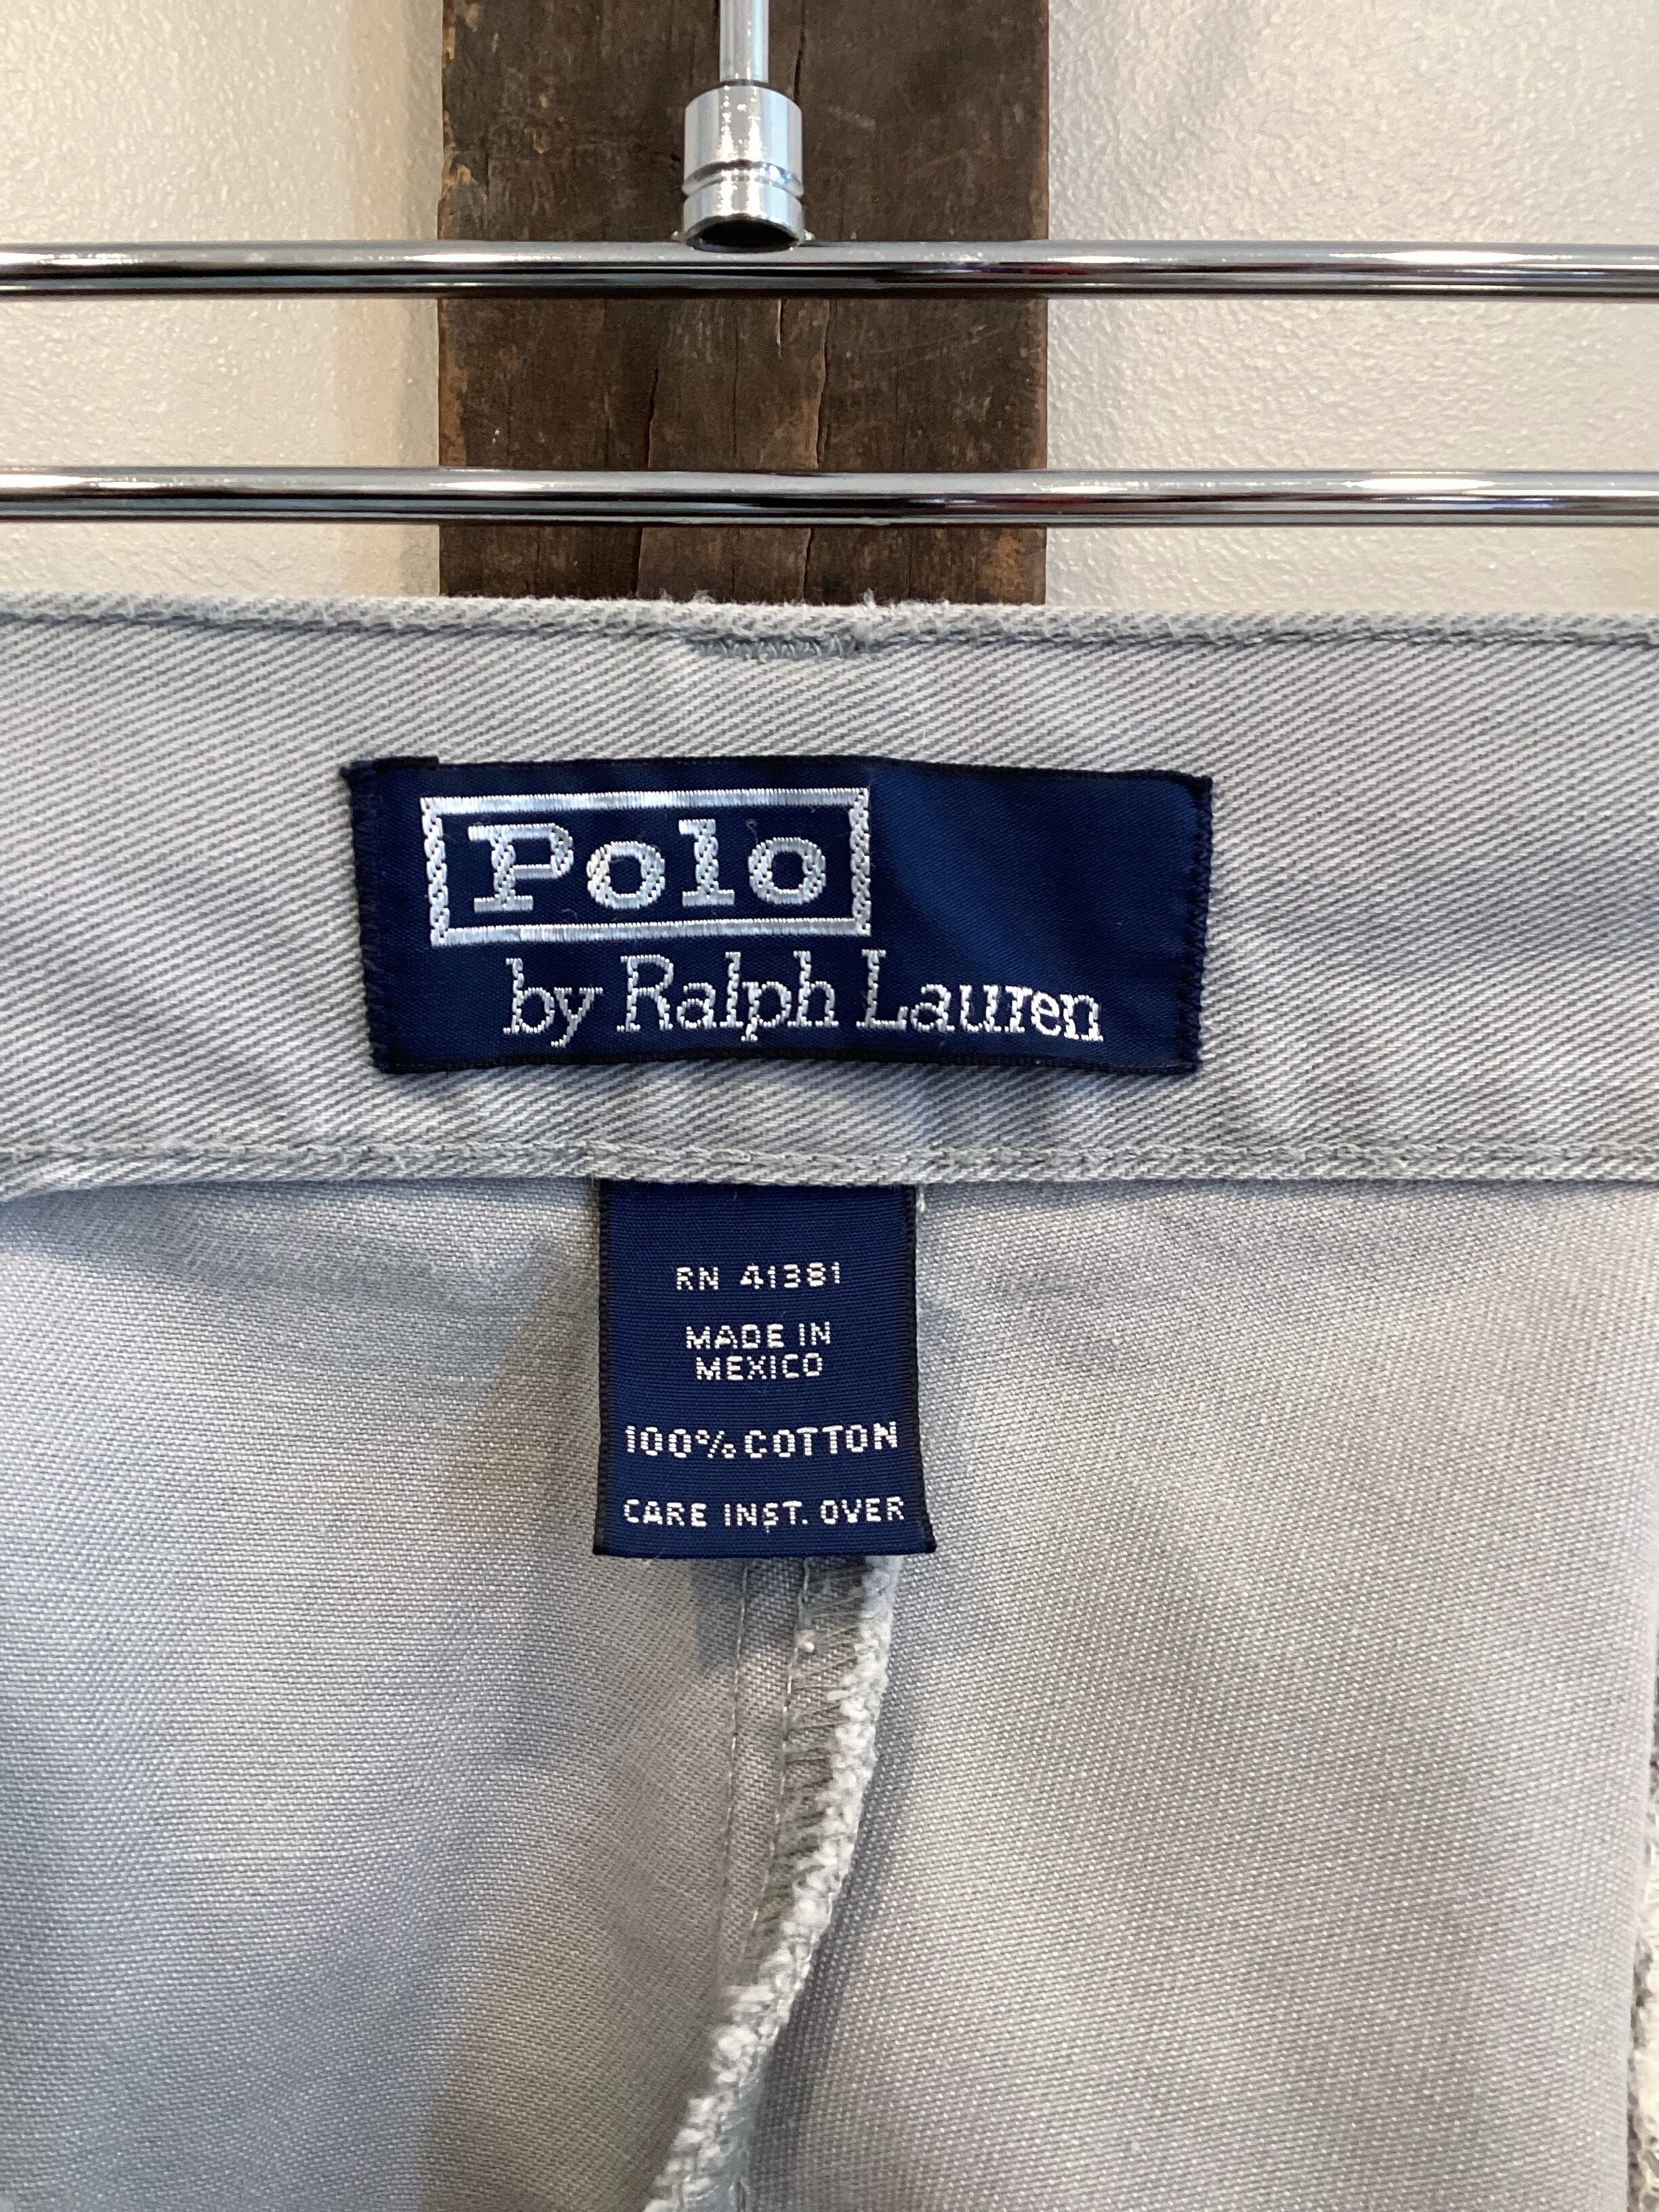 Polo
by Ralph Lauren
RN 41381
MADE IN
MEXICO
100% COTTON
CARE INST. OVER